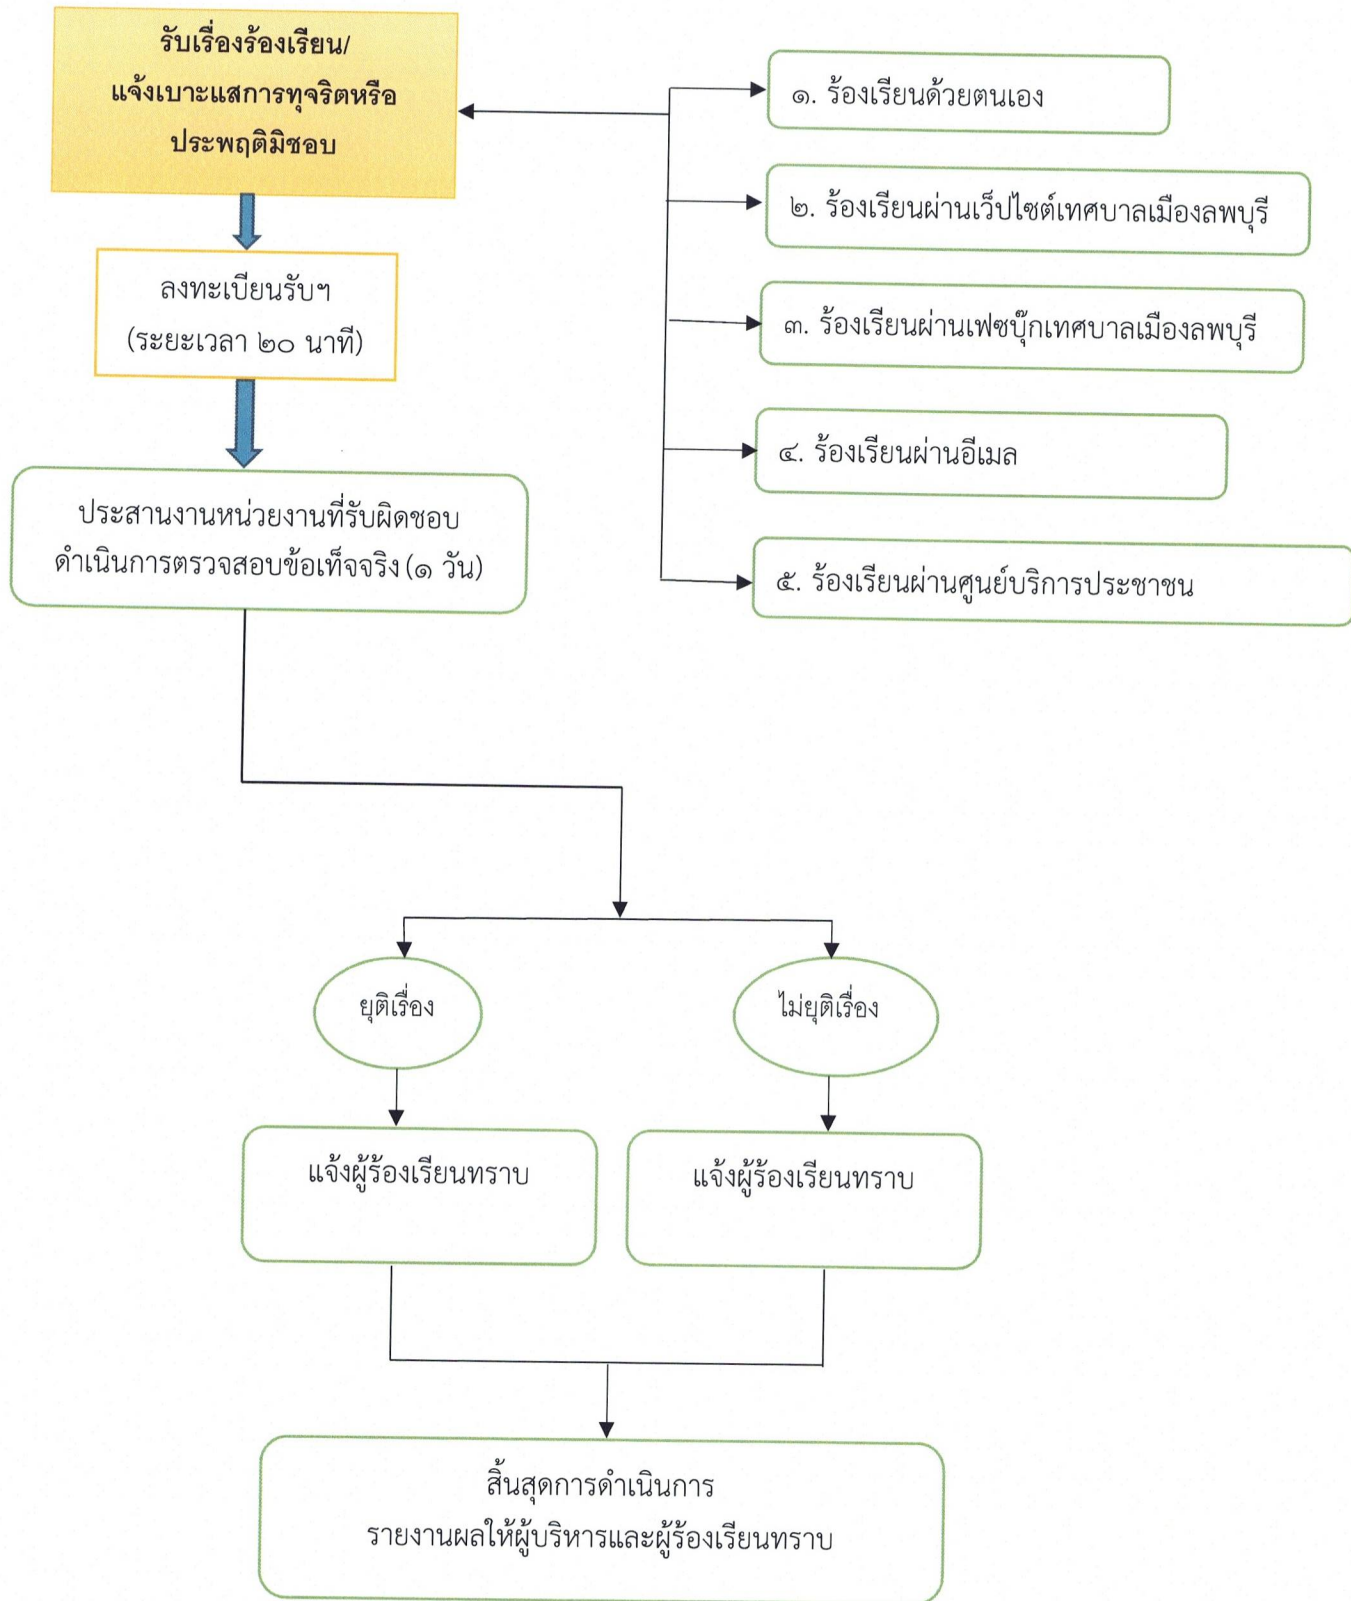 รับเรื่องร้องเรียน/
แจ้งเบาะแสการทุจริตหรือ
ประพฤติมิชอบ
๑. ร้องเรียนด้วยตนเอง
๒. ร้องเรียนผ่านเว็ปไซต์เทศบาลเมืองลพบุรี
๓. ร้องเรียนผ่านเฟซบุ๊กเทศบาลเมืองลพบุรี
๔. ร้องเรียนผ่านอีเมล
๕. ร้องเรียนผ่านศูนย์บริการประชาชน
ลงทะเบียนรับฯ
(ระยะเวลา ๒๐ นาที)
ประสานงานหน่วยงานที่รับผิดชอบ
ดำเนินการตรวจสอบข้อเท็จจริง (๑ วัน)
ยุติเรื่อง
ไม่ยุติเรื่อง
แจ้งผู้ร้องเรียนทราบ
แจ้งผู้ร้องเรียนทราบ
สิ้นสุดการดำเนินการ
รายงานผลให้ผู้บริหารและผู้ร้องเรียนทราบ